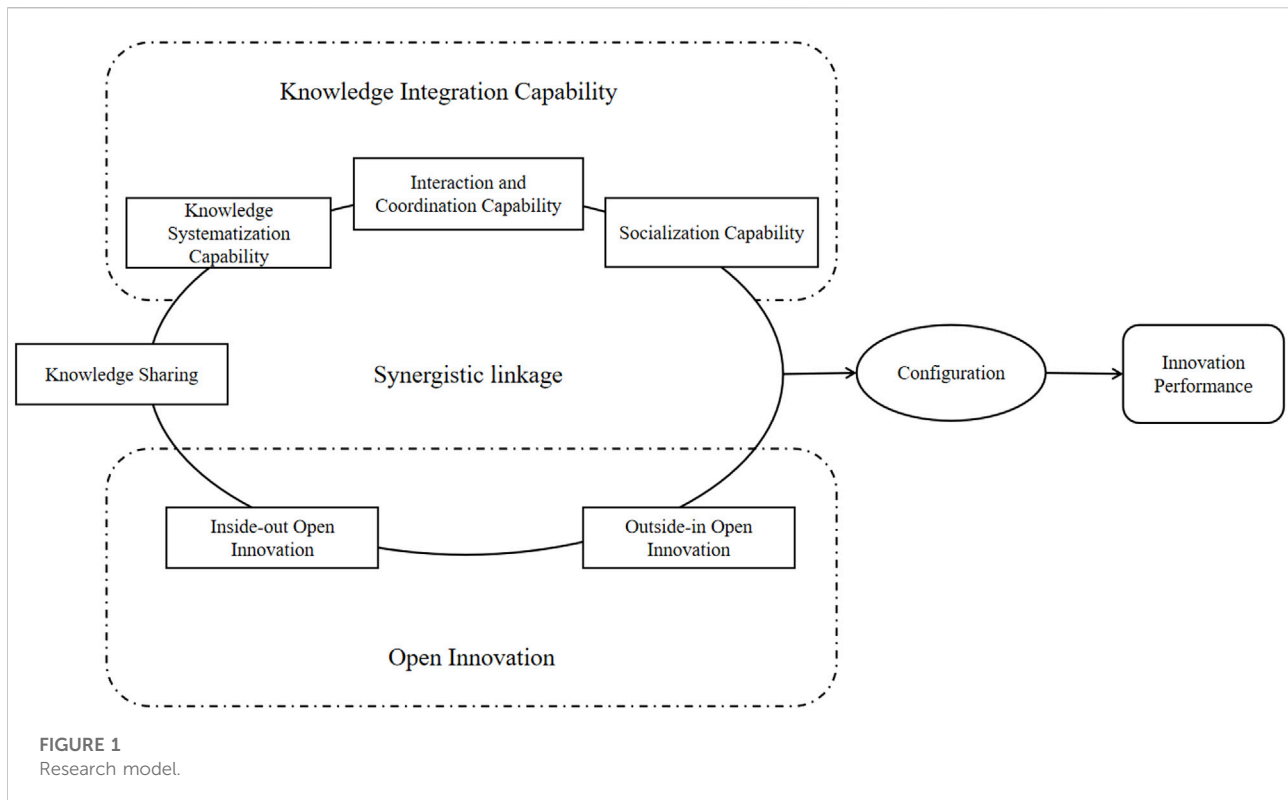 Knowledge Integration Capability
Interaction and
Coordination Capability
Knowledge
Systematization
Capability
Socialization Capability
Knowledge Sharing
Synergistic linkage
Configuration
Innovation
Performance
Inside-out Open
Innovation
Outside-in Open
Innovation
Open Innovation
FIGURE 1
Research model.